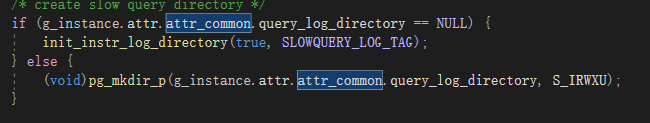 /* create slow query directory */
if (g_instance.attr.attr_common.query_log_directory == NULL) {
    init_instr_log_directory(true, SLOWQUERY_LOG_TAG);
} else {
    (void)pg_mkdir_p(g_instance.attr.attr_common.query_log_directory, S_IRWXU);
}